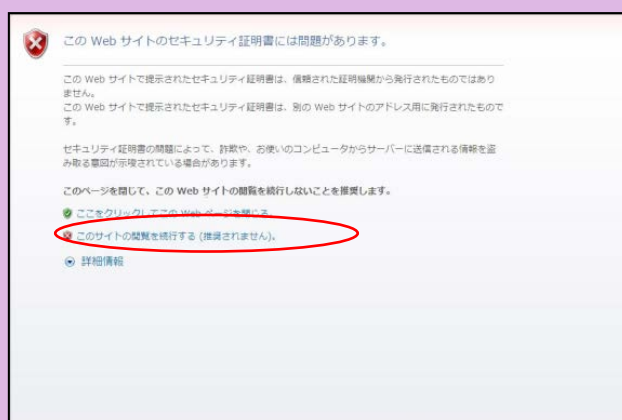 この Web サイトのセキュリティ証明書には問題があります。
この Web サイトで提示されたセキュリティ証明書は、信頼された証明機関から発行されたものではあり
ません。
この Web サイトで提示されたセキュリティ証明書は、別の Web サイトのアドレス用に発行されたもので
す。
セキュリティ証明書の問題によって、詐欺や、お使いのコンピュータからサーバーに送信される情報を盗
み取る意図が示唆されている場合があります。
このページを閉じて、この Web サイトの閲覧を続行しないことを推奨します。
ここをクリックしてこの Web ページを閉じる。
このサイトの閲覧を続行する (推奨されません)。
詳細情報